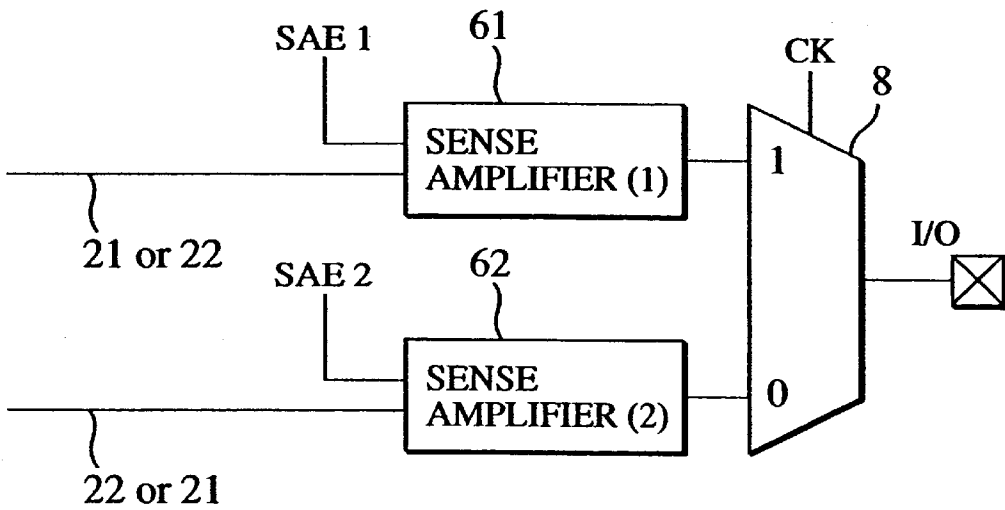 61
SAE 1
CK
8
SENSE
AMPLIFIER (1)
1
21 or 22
I/O
62
SAE 2
SENSE
AMPLIFIER (2)
0
22 or 21